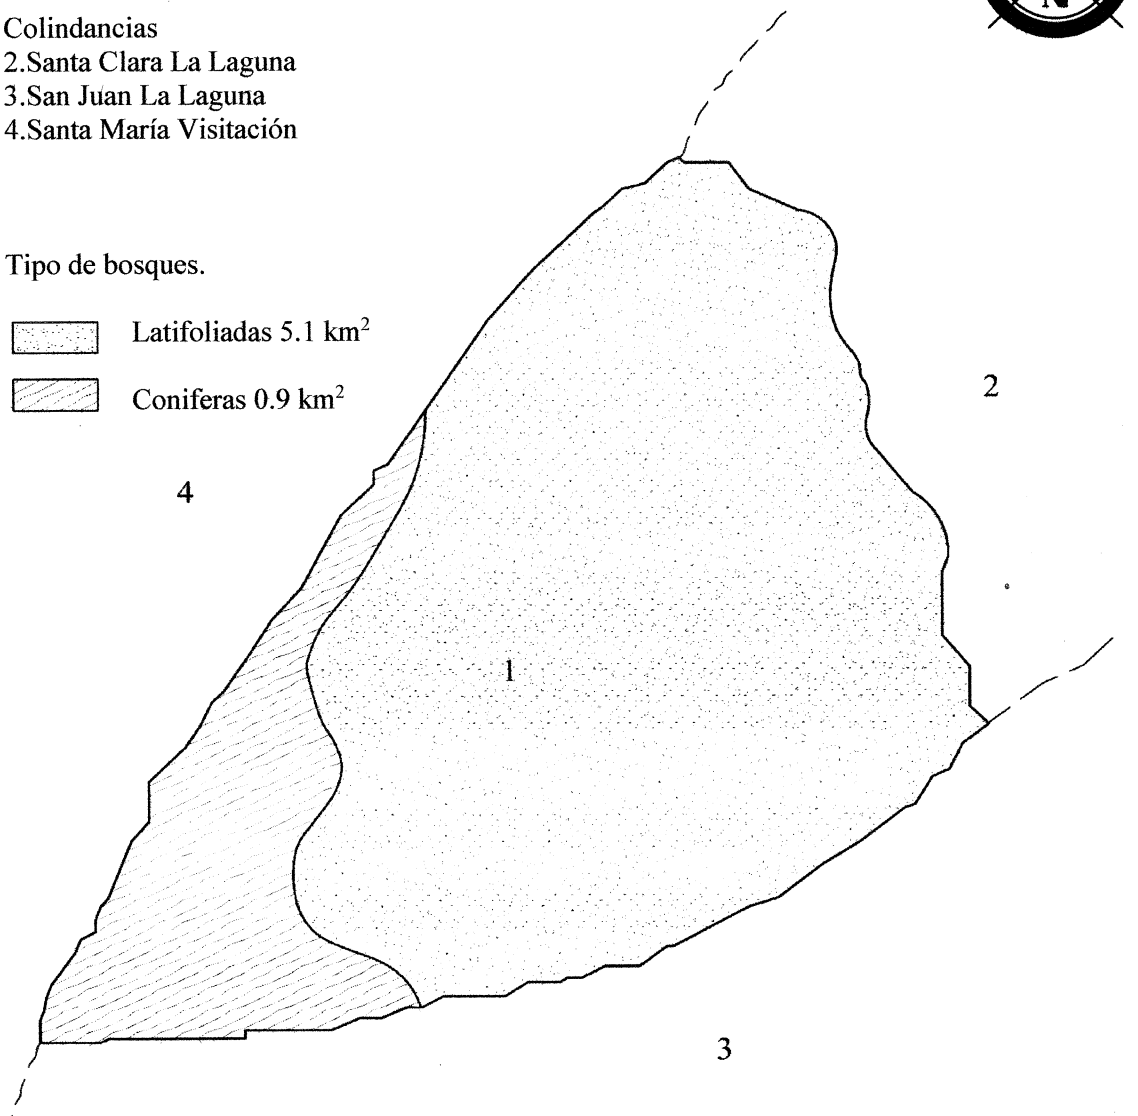 N
Colindancias
2.Santa Clara La Laguna
3.San Juan La Laguna
4.Santa María Visitación
Tipo de bosques.
Latifoliadas 5.1 km²
Coniferas 0.9 km²
2
4
1
3